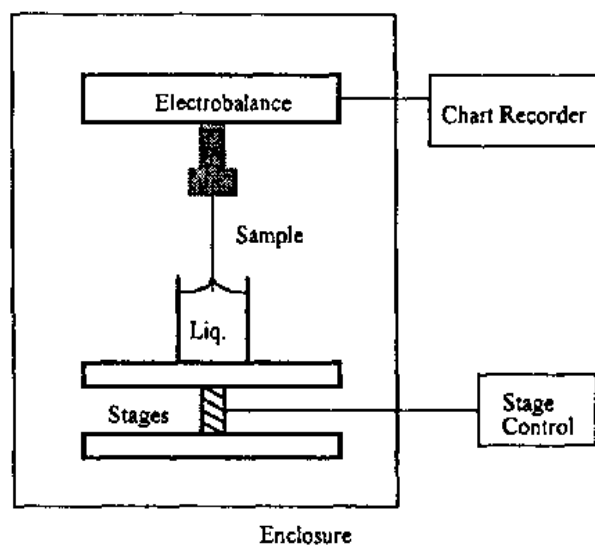 Electrobalance
Chart Recorder
Sample
Liq.
Stages
Stage
Control
Enclosure